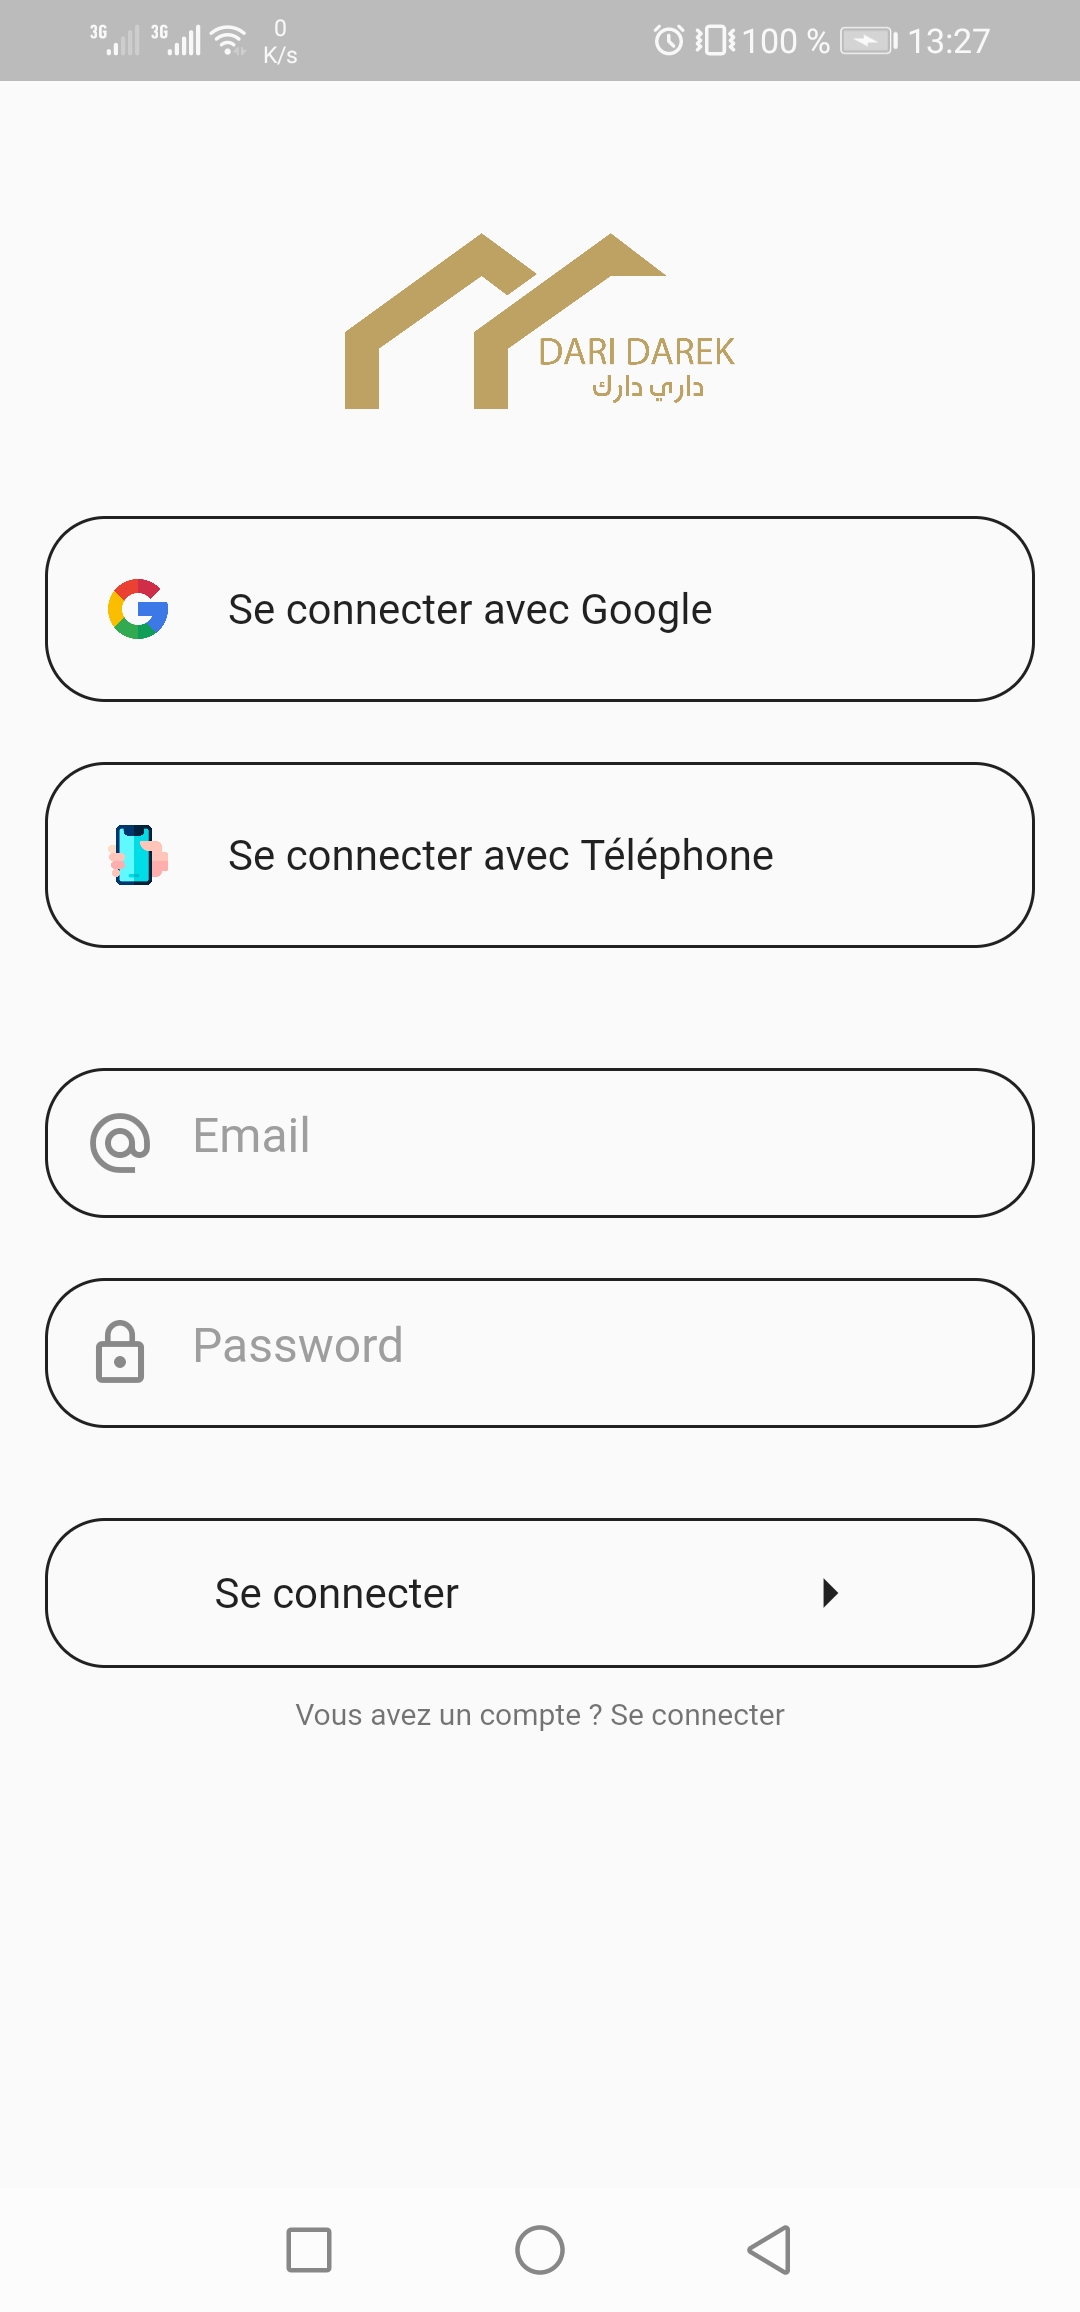 3G 3G 0 K/s 100 % 13:27
DARI DAREK
داري دارك
Se connecter avec Google
Se connecter avec Téléphone
Email
Password
Se connecter
Vous avez un compte ? Se connecter